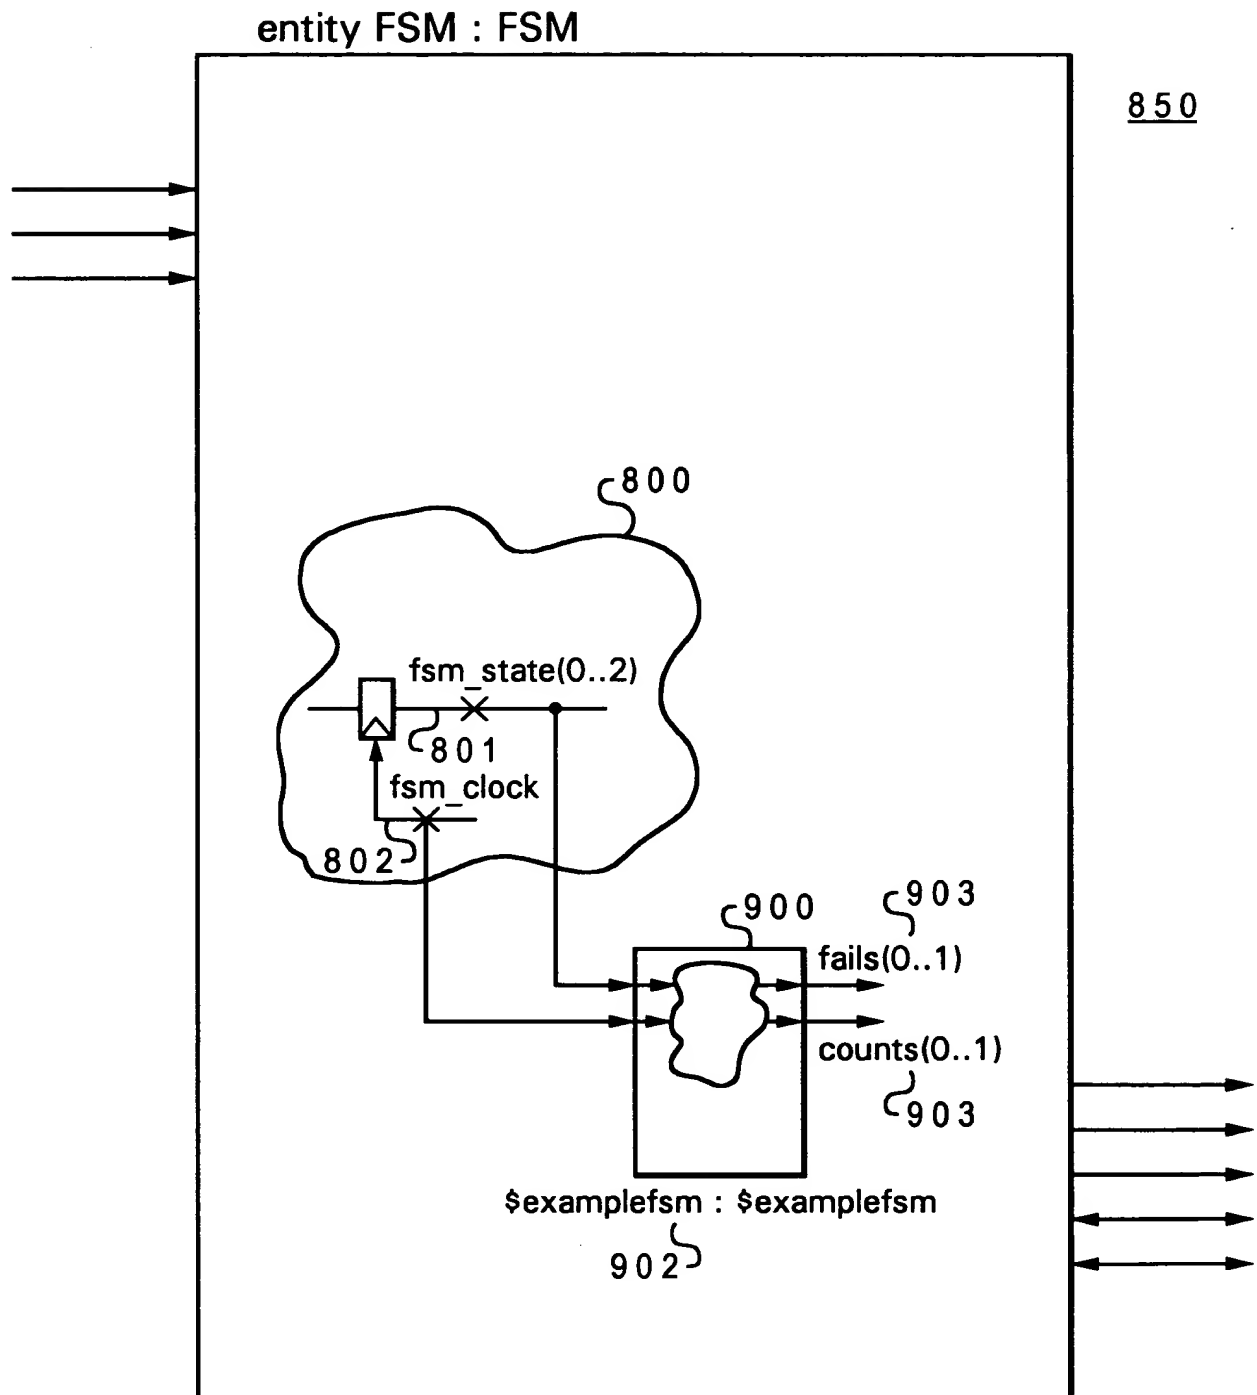 entity FSM : FSM
850
800
fsm_state(0..2)
801
fsm_clock
802
903
900
fails(0..1)
counts(0..1)
903
$examplefsm : $examplefsm
902